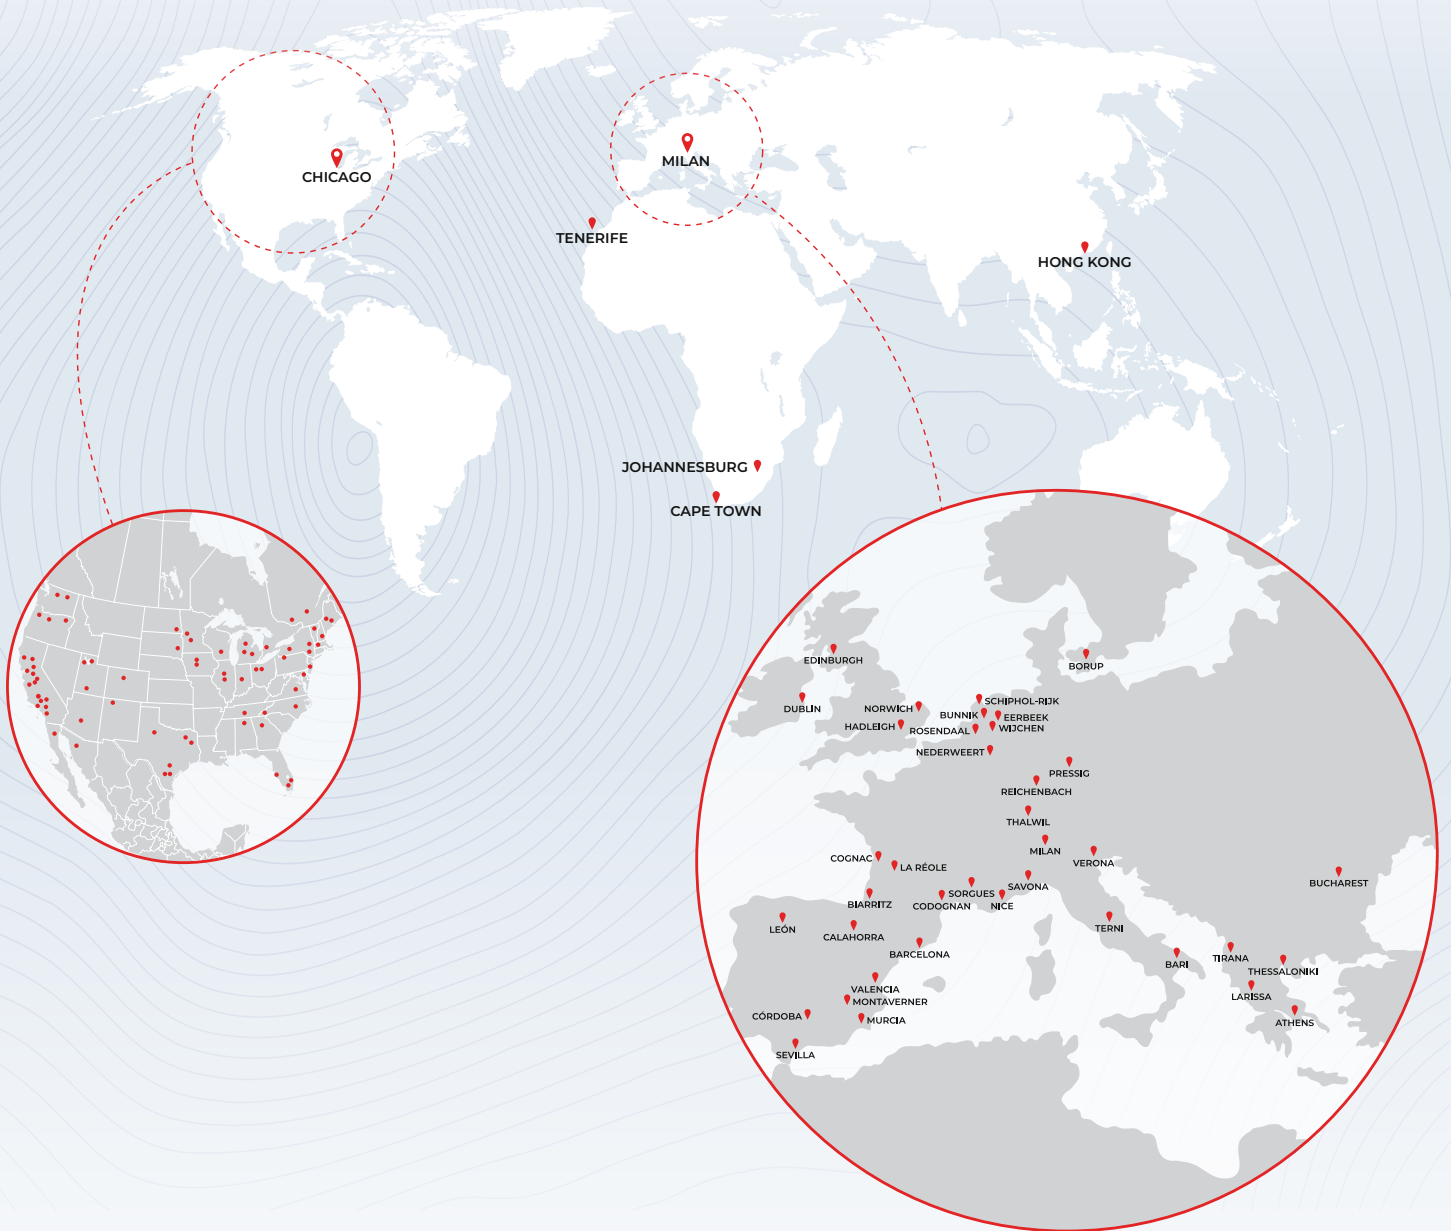 CHICAGO
MILAN
TENERIFE
HONG KONG
JOHANNESBURG
CAPE TOWN
EDINBURGH
BORUP
DUBLIN
NORWICH
HADLEIGH
SCHIPHOL-RIJK
BUNNIK
EERBEEK
ROSENDAAL
WIJCHEN
NEDERWEERT
PRESSIG
REICHENBACH
THALWIL
MILAN
VERONA
COGNAC
LA RÉOLE
BUCHAREST
SAVONA
SORGUES
BIARRITZ
CODOGNAN
NICE
LEÓN
CALAHORRA
TERNI
BARCELONA
BARI
TIRANA
THESSALONIKI
VALENCIA
LARISSA
MONTAVERNER
CÓRDOBA
MURCIA
ATHENS
SEVILLA